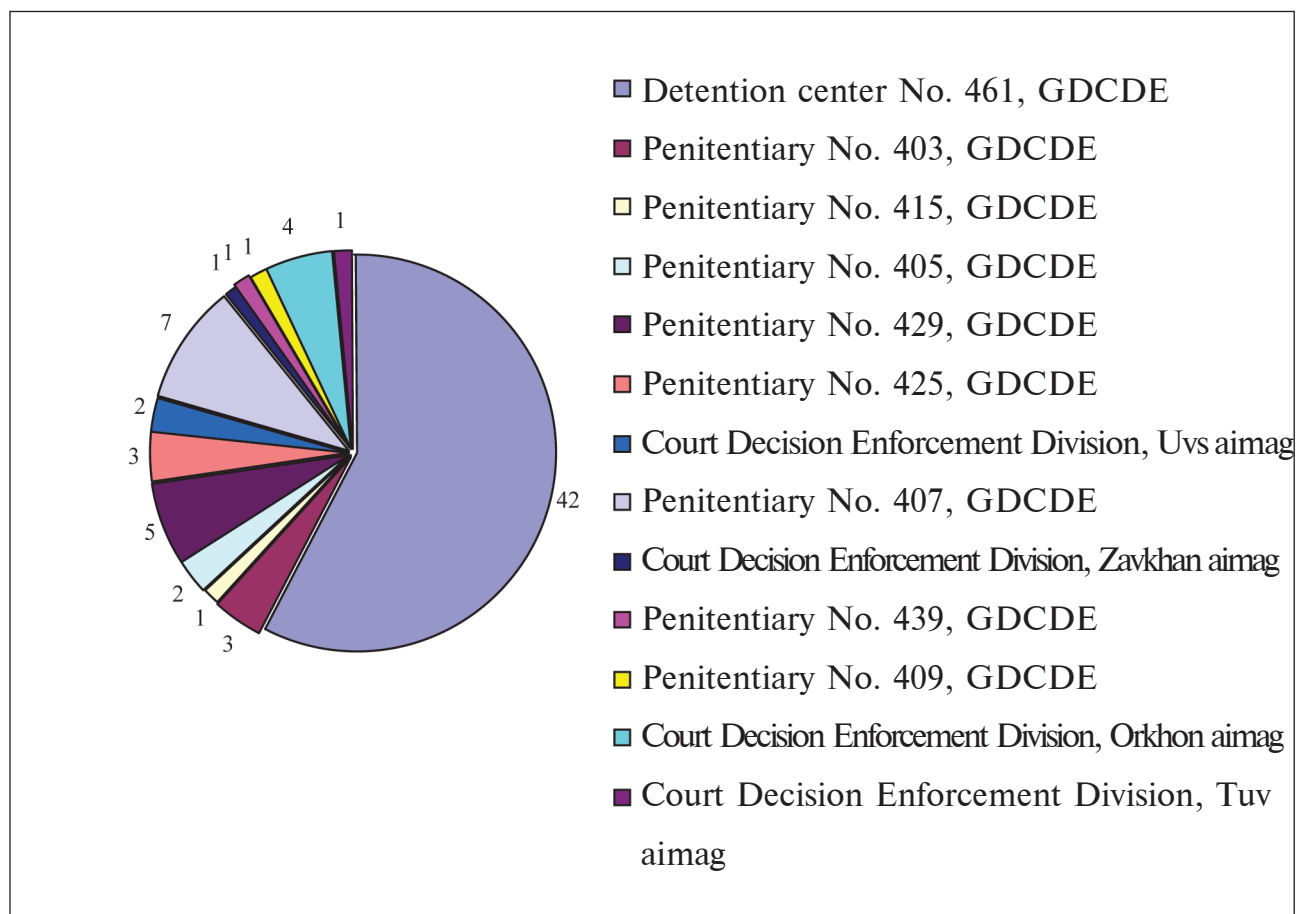 Detention center No. 461, GDCDE
Penitentiary No. 403, GDCDE
Penitentiary No. 415, GDCDE
Penitentiary No. 405, GDCDE
Penitentiary No. 429, GDCDE
Penitentiary No. 425, GDCDE
Court Decision Enforcement Division, Uvs aimag
Penitentiary No. 407, GDCDE
Court Decision Enforcement Division, Zavkhan aimag
Penitentiary No. 439, GDCDE
Penitentiary No. 409, GDCDE
Court Decision Enforcement Division, Orkhon aimag
Court Decision Enforcement Division, Tuv
aimag
42
3
1
2
5
3
2
7
1
1
1
4
1